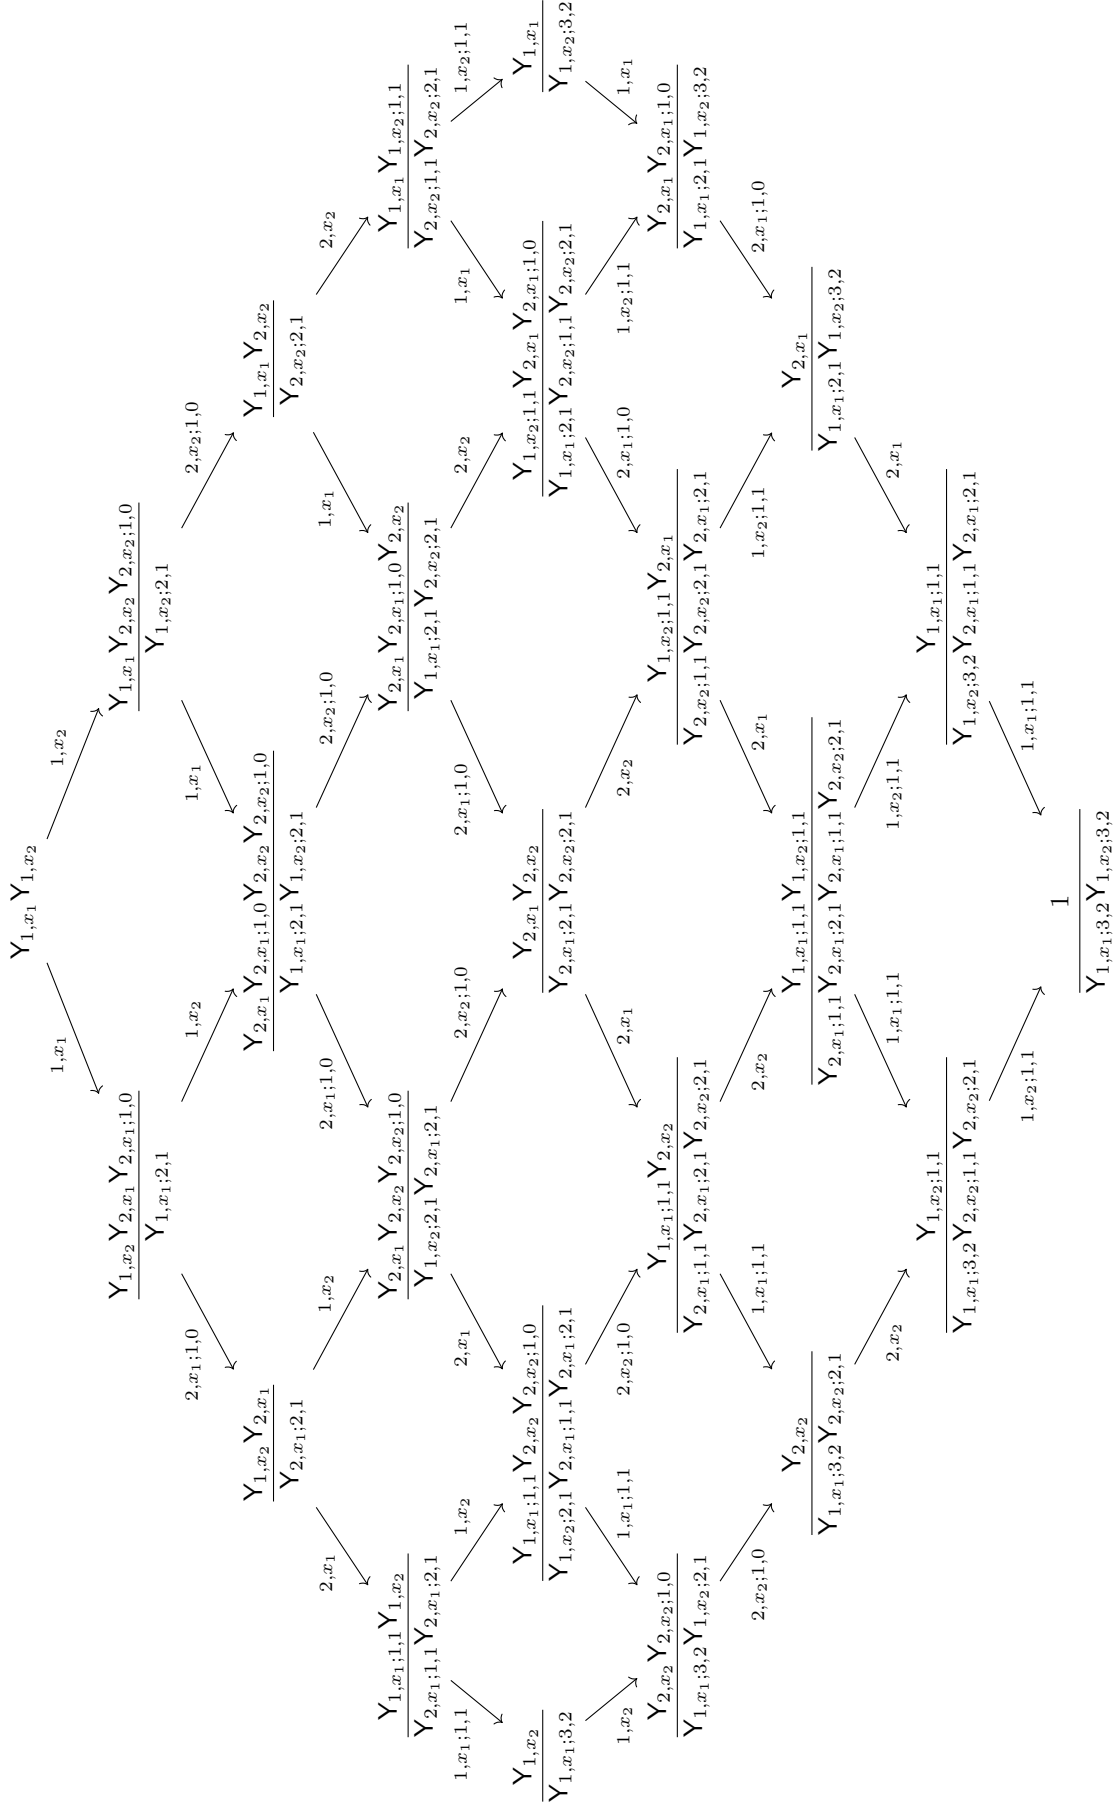 Y_{1,x_1}Y_{1,x_2}
1,x_1 1,x_2
Y_{1,x_2}Y_{2,x_1}Y_{2,x_1;1,0} Y_{1,x_1}Y_{2,x_2}Y_{2,x_2;1,0}
Y_{1,x_1;2,1} Y_{1,x_2;2,1}
2,x_1;1,0 1,x_2 1,x_1 2,x_2;1,0
Y_{1,x_2}Y_{2,x_1} Y_{2,x_1}Y_{2,x_1;1,0}Y_{2,x_2}Y_{2,x_2;1,0} Y_{1,x_1}Y_{2,x_2}
Y_{2,x_1;2,1} Y_{1,x_1;2,1}Y_{1,x_2;2,1} Y_{2,x_2;2,1}
2,x_1 1,x_2 2,x_1;1,0 2,x_2;1,0 1,x_1 2,x_2
Y_{1,x_1;1,1}Y_{1,x_2} Y_{2,x_1}Y_{2,x_2}Y_{2,x_2;1,0} Y_{2,x_1}Y_{2,x_1;1,0}Y_{2,x_2} Y_{1,x_1}Y_{1,x_2;1,1}
Y_{2,x_1;1,1}Y_{2,x_1;2,1} Y_{1,x_2;2,1}Y_{2,x_1;2,1} Y_{1,x_1;2,1}Y_{2,x_2;2,1} Y_{2,x_2;1,1}Y_{2,x_2;2,1}
1,x_1;1,1 1,x_2 2,x_1 2,x_2;1,0 2,x_1;1,0 2,x_2 1,x_1 1,x_2;1,1
Y_{1,x_2} Y_{1,x_1;1,1}Y_{2,x_2}Y_{2,x_2;1,0} Y_{2,x_1}Y_{2,x_2} Y_{1,x_2;1,1}Y_{2,x_1}Y_{2,x_1;1,0} Y_{1,x_1}
Y_{1,x_1;3,2} Y_{1,x_2;2,1}Y_{2,x_1;1,1}Y_{2,x_1;2,1} Y_{2,x_1;2,1}Y_{2,x_2;2,1} Y_{1,x_1;2,1}Y_{2,x_2;1,1}Y_{2,x_2;2,1} Y_{1,x_2;3,2}
1,x_2 1,x_1;1,1 2,x_2;1,0 2,x_1 2,x_2 2,x_1;1,0 1,x_2;1,1 1,x_1
Y_{2,x_2}Y_{2,x_2;1,0} Y_{1,x_1;1,1}Y_{2,x_2} Y_{1,x_2;1,1}Y_{2,x_1} Y_{2,x_1}Y_{2,x_1;1,0}
Y_{1,x_1;3,2}Y_{1,x_2;2,1} Y_{2,x_1;1,1}Y_{2,x_1;2,1}Y_{2,x_2;2,1} Y_{2,x_2;1,1}Y_{2,x_2;2,1}Y_{2,x_1;2,1} Y_{1,x_1;2,1}Y_{1,x_2;3,2}
2,x_2;1,0 1,x_1;1,1 2,x_2 2,x_1 1,x_2;1,1 2,x_1;1,0
Y_{2,x_2} Y_{1,x_1;1,1}Y_{1,x_2;1,1} Y_{2,x_1}
Y_{1,x_1;3,2}Y_{2,x_2;2,1} Y_{2,x_1;1,1}Y_{2,x_1;2,1}Y_{2,x_1;1,1}Y_{2,x_2;2,1} Y_{1,x_1;2,1}Y_{1,x_2;3,2}
2,x_2 1,x_1;1,1 1,x_2;1,1 2,x_1
Y_{1,x_2;1,1} Y_{1,x_1;1,1}
Y_{1,x_1;3,2}Y_{2,x_2;1,1}Y_{2,x_2;2,1} Y_{1,x_2;3,2}Y_{2,x_1;1,1}Y_{2,x_1;2,1}
1,x_2;1,1 1,x_1;1,1
1
Y_{1,x_1;3,2}Y_{1,x_2;3,2}